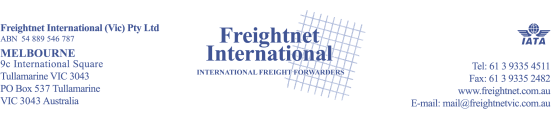 Freightnet International (Vic) Pty Ltd
ABN 54 889 546 787
MELBOURNE
9c International Square
Tullamarine VIC 3043
PO Box 537 Tullamarine
VIC 3043 Australia
Freightnet
International
INTERNATIONAL FREIGHT FORWARDERS
IATA
Tel: 61 3 9335 4511
Fax: 61 3 9335 2482
www.freightnet.com.au
E-mail: mail@freightnetvic.com.au